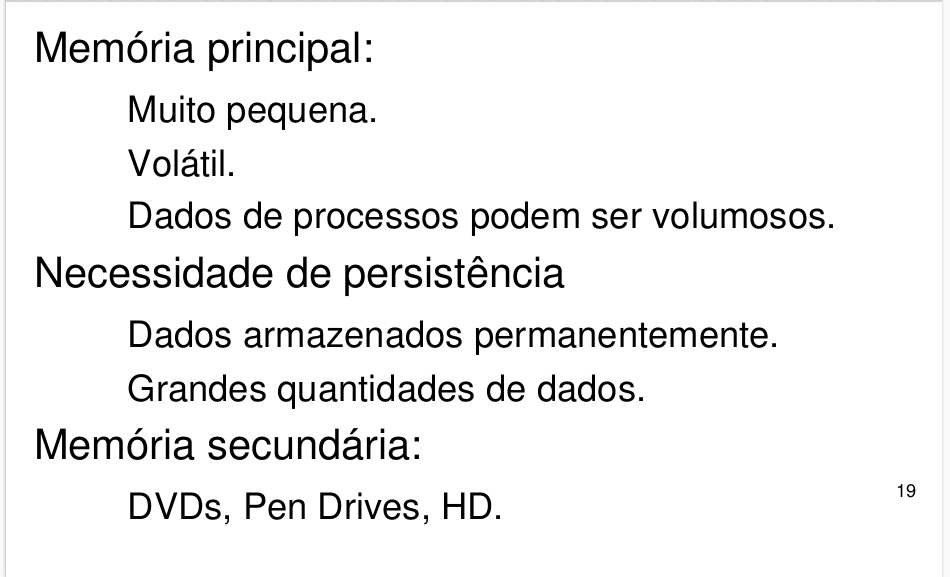 Memória principal:
Muito pequena.
Volátil.
Dados de processos podem ser volumosos.
Necessidade de persistência
Dados armazenados permanentemente.
Grandes quantidades de dados.
Memória secundária:
DVDs, Pen Drives, HD.
19